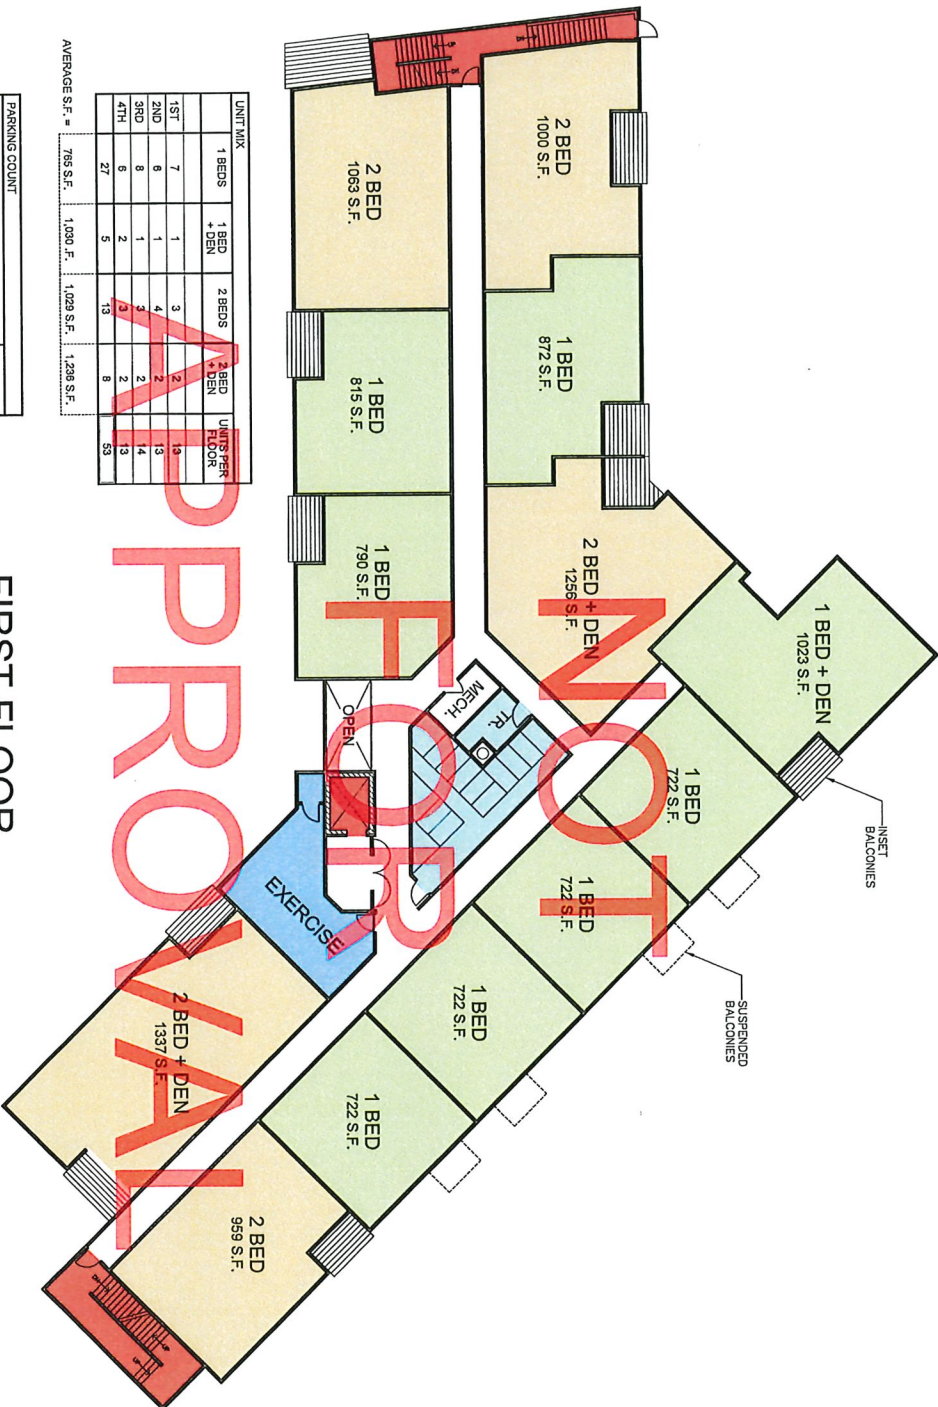 2 BED
1000 S.F.
1 BED
872 S.F.
2 BED + DEN
1256 S.F.
1 BED + DEN
1023 S.F.
INSET
BALCONIES
1 BED
722 S.F.
1 BED
722 S.F.
SUSPENDED
BALCONIES
1 BED
722 S.F.
1 BED
722 S.F.
2 BED
959 S.F.
2 BED
1063 S.F.
1 BED
815 S.F.
1 BED
790 S.F.
OPEN
MECH.
TR.
EXERCISE
2 BED + DEN
1337 S.F.
UP
UP
UNIT MIX
1 BEDS 1 BED + DEN 2 BEDS 2 BED + DEN UNITS PER FLOOR
1ST 7 1 3 2 13
2ND 6 1 4 2 13
3RD 8 1 3 2 14
4TH 6 2 3 2 13
27 5 13 8 53
AVERAGE S.F. = 765 S.F. 1,030 .F. 1,029 S.F. 1,236 S.F.
PARKING COUNT
FIRST FLOOR
NOT
FOR
APPROVAL